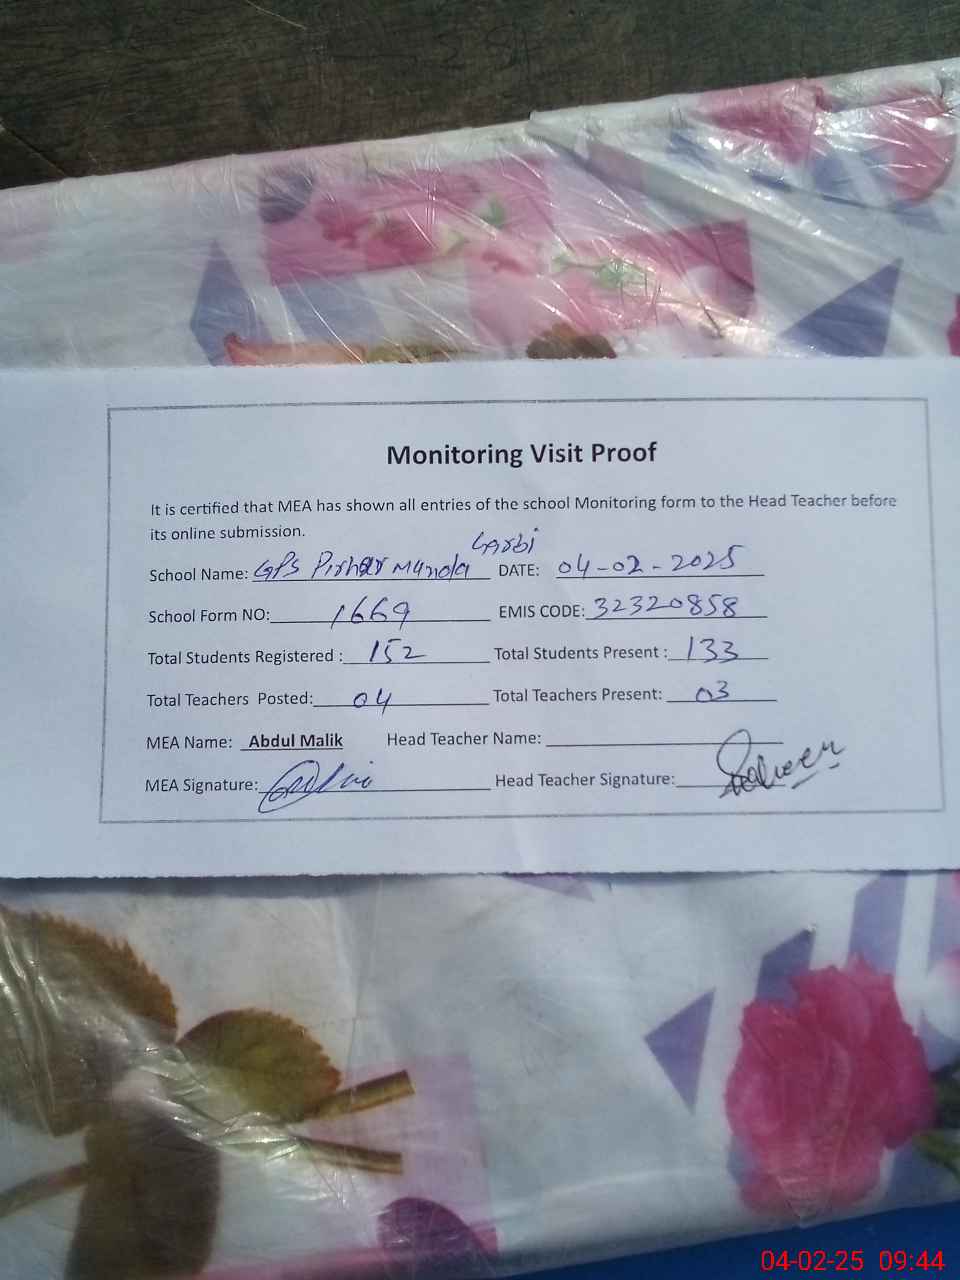 Monitoring Visit Proof
It is certified that MEA has shown all entries of the school Monitoring form to the Head Teacher before
its online submission.
School Name: GPS Pirhar Munda Garbi DATE: 04-02-2025
School Form NO: 1669 EMIS CODE: 32320858
Total Students Registered : 152 Total Students Present : 133
Total Teachers Posted: 04 Total Teachers Present: 03
MEA Name: Abdul Malik Head Teacher Name:
MEA Signature: Head Teacher Signature:
04-02-25 09:44